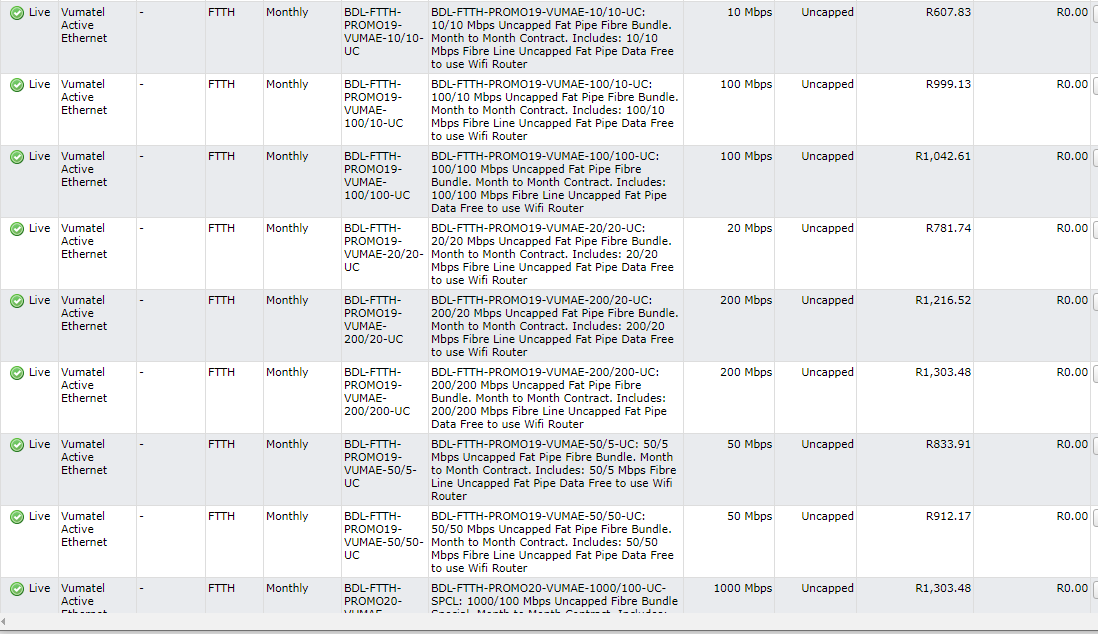 Live Vumatel Active Ethernet - FTTH Monthly BDL-FTTH-PROMO19-VUMAE-10/10-UC BDL-FTTH-PROMO19-VUMAE-10/10-UC: 10/10 Mbps Uncapped Fat Pipe Fibre Bundle. Month to Month Contract. Includes: 10/10 Mbps Fibre Line Uncapped Fat Pipe Data Free to use Wifi Router 10 Mbps Uncapped R607.83 R0.00
Live Vumatel Active Ethernet - FTTH Monthly BDL-FTTH-PROMO19-VUMAE-100/10-UC BDL-FTTH-PROMO19-VUMAE-100/10-UC: 100/10 Mbps Uncapped Fat Pipe Fibre Bundle. Month to Month Contract. Includes: 100/10 Mbps Fibre Line Uncapped Fat Pipe Data Free to use Wifi Router 100 Mbps Uncapped R999.13 R0.00
Live Vumatel Active Ethernet - FTTH Monthly BDL-FTTH-PROMO19-VUMAE-100/100-UC BDL-FTTH-PROMO19-VUMAE-100/100-UC: 100/100 Mbps Uncapped Fat Pipe Fibre Bundle. Month to Month Contract. Includes: 100/100 Mbps Fibre Line Uncapped Fat Pipe Data Free to use Wifi Router 100 Mbps Uncapped R1,042.61 R0.00
Live Vumatel Active Ethernet - FTTH Monthly BDL-FTTH-PROMO19-VUMAE-20/20-UC BDL-FTTH-PROMO19-VUMAE-20/20-UC: 20/20 Mbps Uncapped Fat Pipe Fibre Bundle. Month to Month Contract. Includes: 20/20 Mbps Fibre Line Uncapped Fat Pipe Data Free to use Wifi Router 20 Mbps Uncapped R781.74 R0.00
Live Vumatel Active Ethernet - FTTH Monthly BDL-FTTH-PROMO19-VUMAE-200/20-UC BDL-FTTH-PROMO19-VUMAE-200/20-UC: 200/20 Mbps Uncapped Fat Pipe Fibre Bundle. Month to Month Contract. Includes: 200/20 Mbps Fibre Line Uncapped Fat Pipe Data Free to use Wifi Router 200 Mbps Uncapped R1,216.52 R0.00
Live Vumatel Active Ethernet - FTTH Monthly BDL-FTTH-PROMO19-VUMAE-200/200-UC BDL-FTTH-PROMO19-VUMAE-200/200-UC: 200/200 Mbps Uncapped Fat Pipe Fibre Bundle. Month to Month Contract. Includes: 200/200 Mbps Fibre Line Uncapped Fat Pipe Data Free to use Wifi Router 200 Mbps Uncapped R1,303.48 R0.00
Live Vumatel Active Ethernet - FTTH Monthly BDL-FTTH-PROMO19-VUMAE-50/5-UC BDL-FTTH-PROMO19-VUMAE-50/5-UC: 50/5 Mbps Uncapped Fat Pipe Fibre Bundle. Month to Month Contract. Includes: 50/5 Mbps Fibre Line Uncapped Fat Pipe Data Free to use Wifi Router 50 Mbps Uncapped R833.91 R0.00
Live Vumatel Active Ethernet - FTTH Monthly BDL-FTTH-PROMO19-VUMAE-50/50-UC BDL-FTTH-PROMO19-VUMAE-50/50-UC: 50/50 Mbps Uncapped Fat Pipe Fibre Bundle. Month to Month Contract. Includes: 50/50 Mbps Fibre Line Uncapped Fat Pipe Data Free to use Wifi Router 50 Mbps Uncapped R912.17 R0.00
Live Vumatel Active Ethernet - FTTH Monthly BDL-FTTH-PROMO20-VUMAE- BDL-FTTH-PROMO20-VUMAE-1000/100-UC-SPCL: 1000/100 Mbps Uncapped Fibre Bundle Special. Month to Month Contract. Includes: 1000 Mbps Uncapped R1,303.48 R0.00